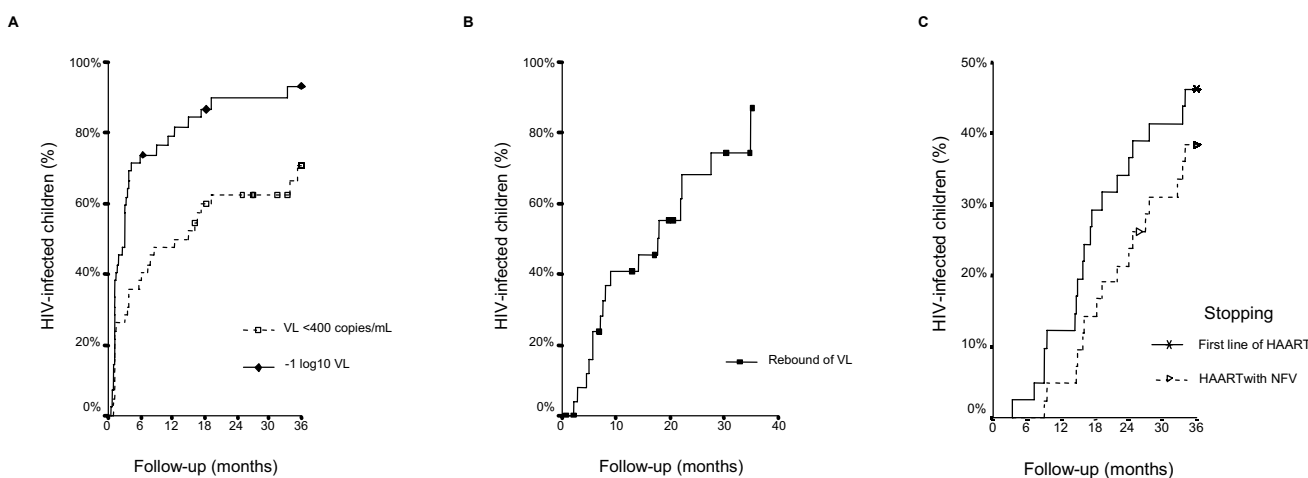 A
100%
80%
60%
40%
20%
0%
HIV-infected children (%)
0 6 12 18 24 30 36
Follow-up (months)
VL <400 copies/mL
-1 log10 VL
B
100%
80%
60%
40%
20%
0%
HIV-infected children (%)
0 10 20 30 40
Follow-up (months)
Rebound of VL
C
50%
40%
30%
20%
10%
0%
HIV-infected children (%)
0 6 12 18 24 30 36
Follow-up (months)
Stopping
First line of HAART
HAARTwith NFV